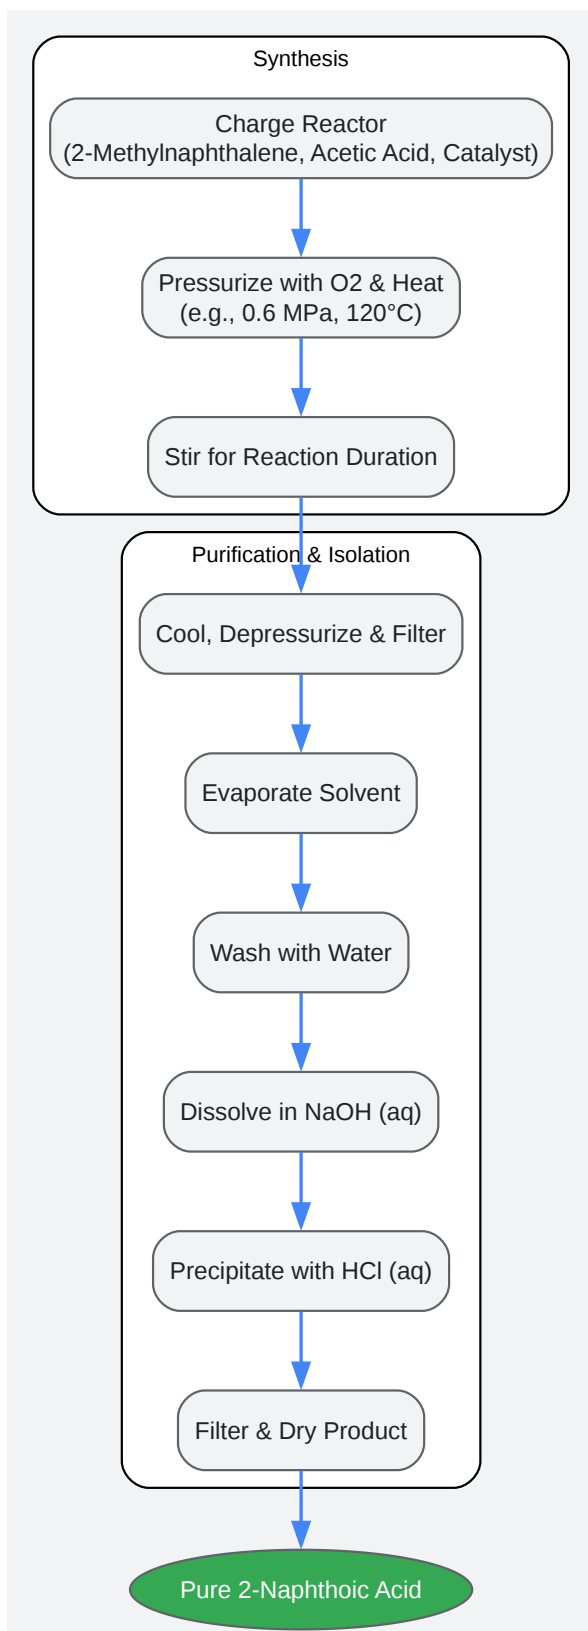 Synthesis
Charge Reactor
(2-Methylnaphthalene, Acetic Acid, Catalyst)
Pressurize with O2 & Heat
(e.g., 0.6 MPa, 120°C)
Stir for Reaction Duration
Purification & Isolation
Cool, Depressurize & Filter
Evaporate Solvent
Wash with Water
Dissolve in NaOH (aq)
Precipitate with HCl (aq)
Filter & Dry Product
Pure 2-Naphthoic Acid